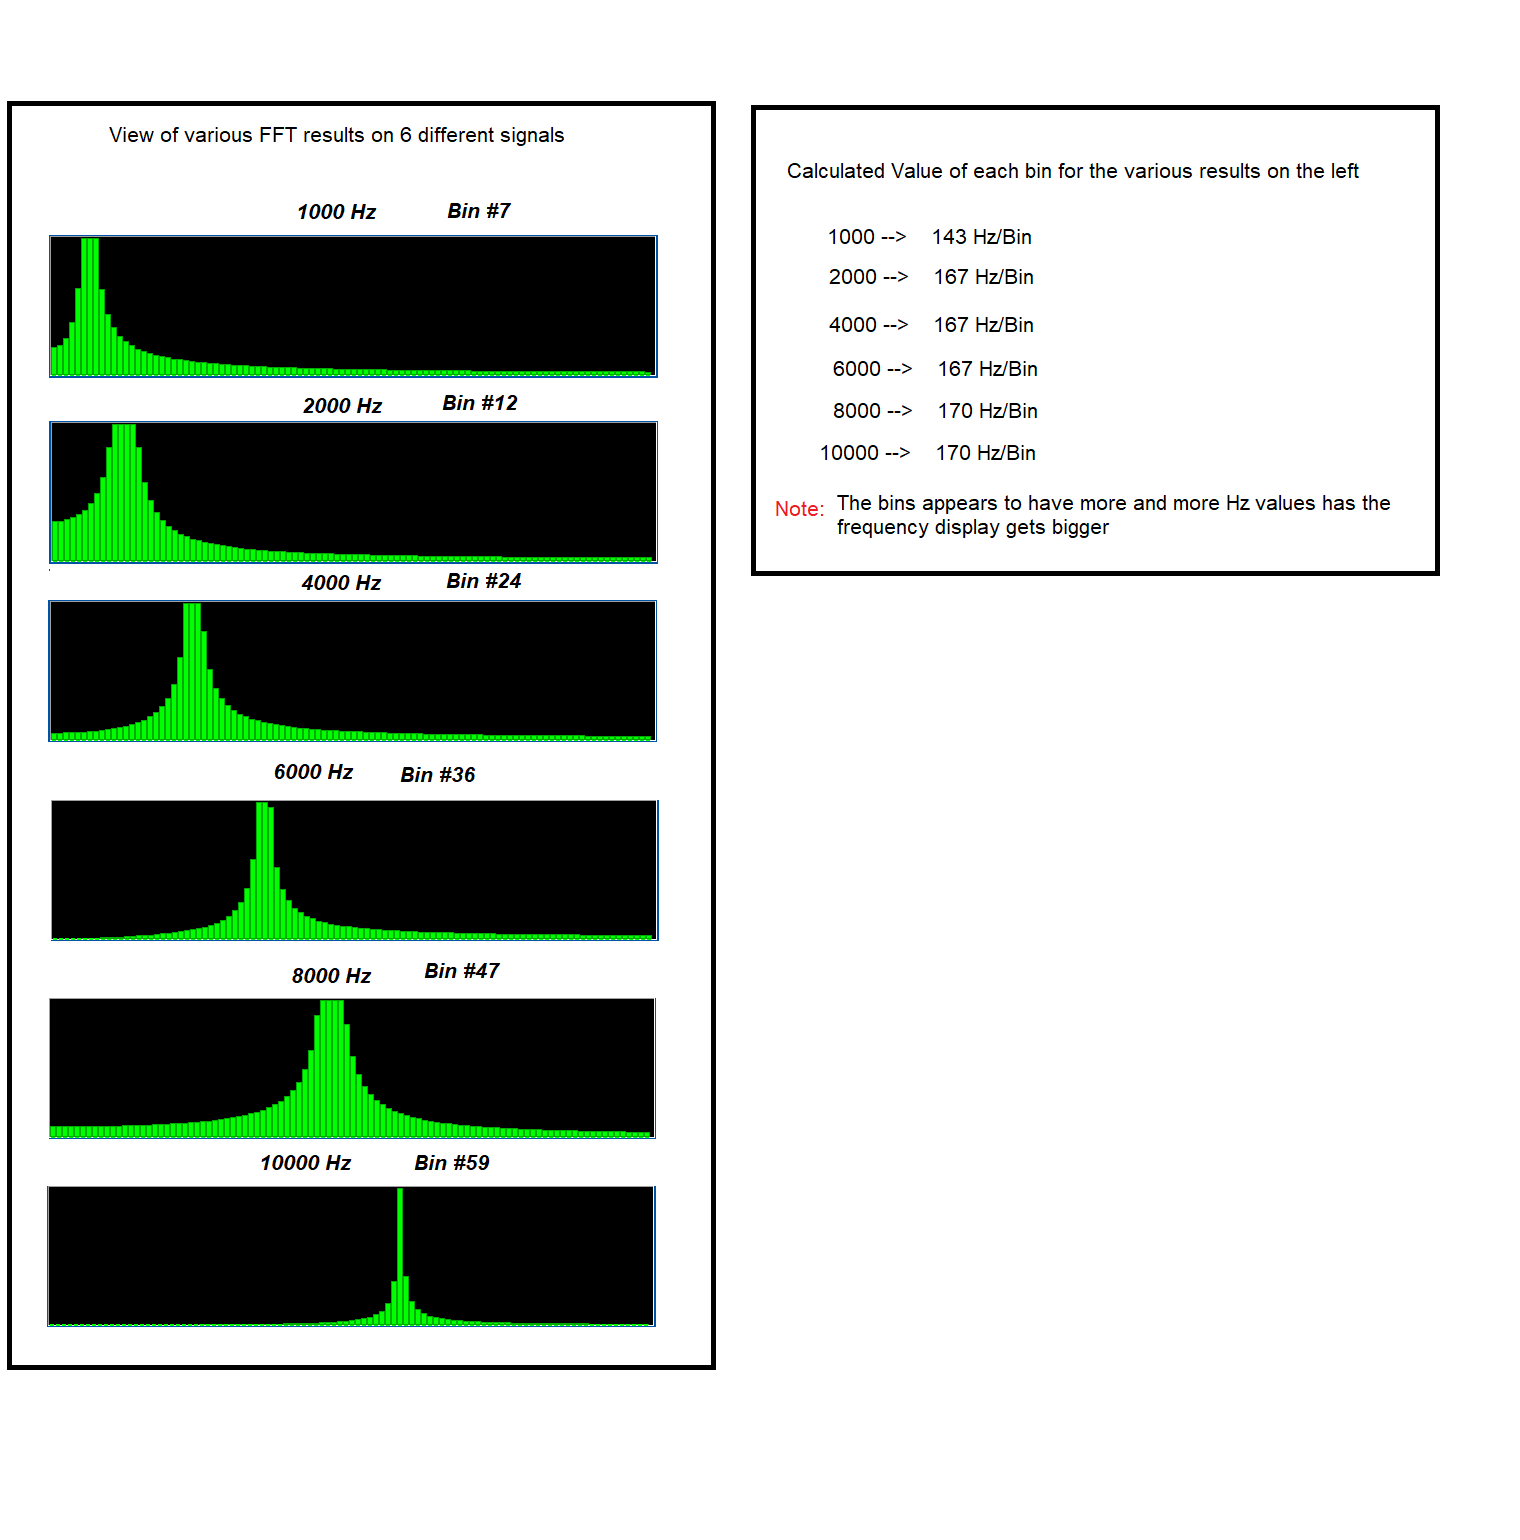 View of various FFT results on 6 different signals
1000 Hz Bin #7
2000 Hz Bin #12
4000 Hz Bin #24
6000 Hz Bin #36
8000 Hz Bin #47
10000 Hz Bin #59
Calculated Value of each bin for the various results on the left
1000 --> 143 Hz/Bin
2000 --> 167 Hz/Bin
4000 --> 167 Hz/Bin
6000 --> 167 Hz/Bin
8000 --> 170 Hz/Bin
10000 --> 170 Hz/Bin
Note: The bins appears to have more and more Hz values has the
frequency display gets bigger